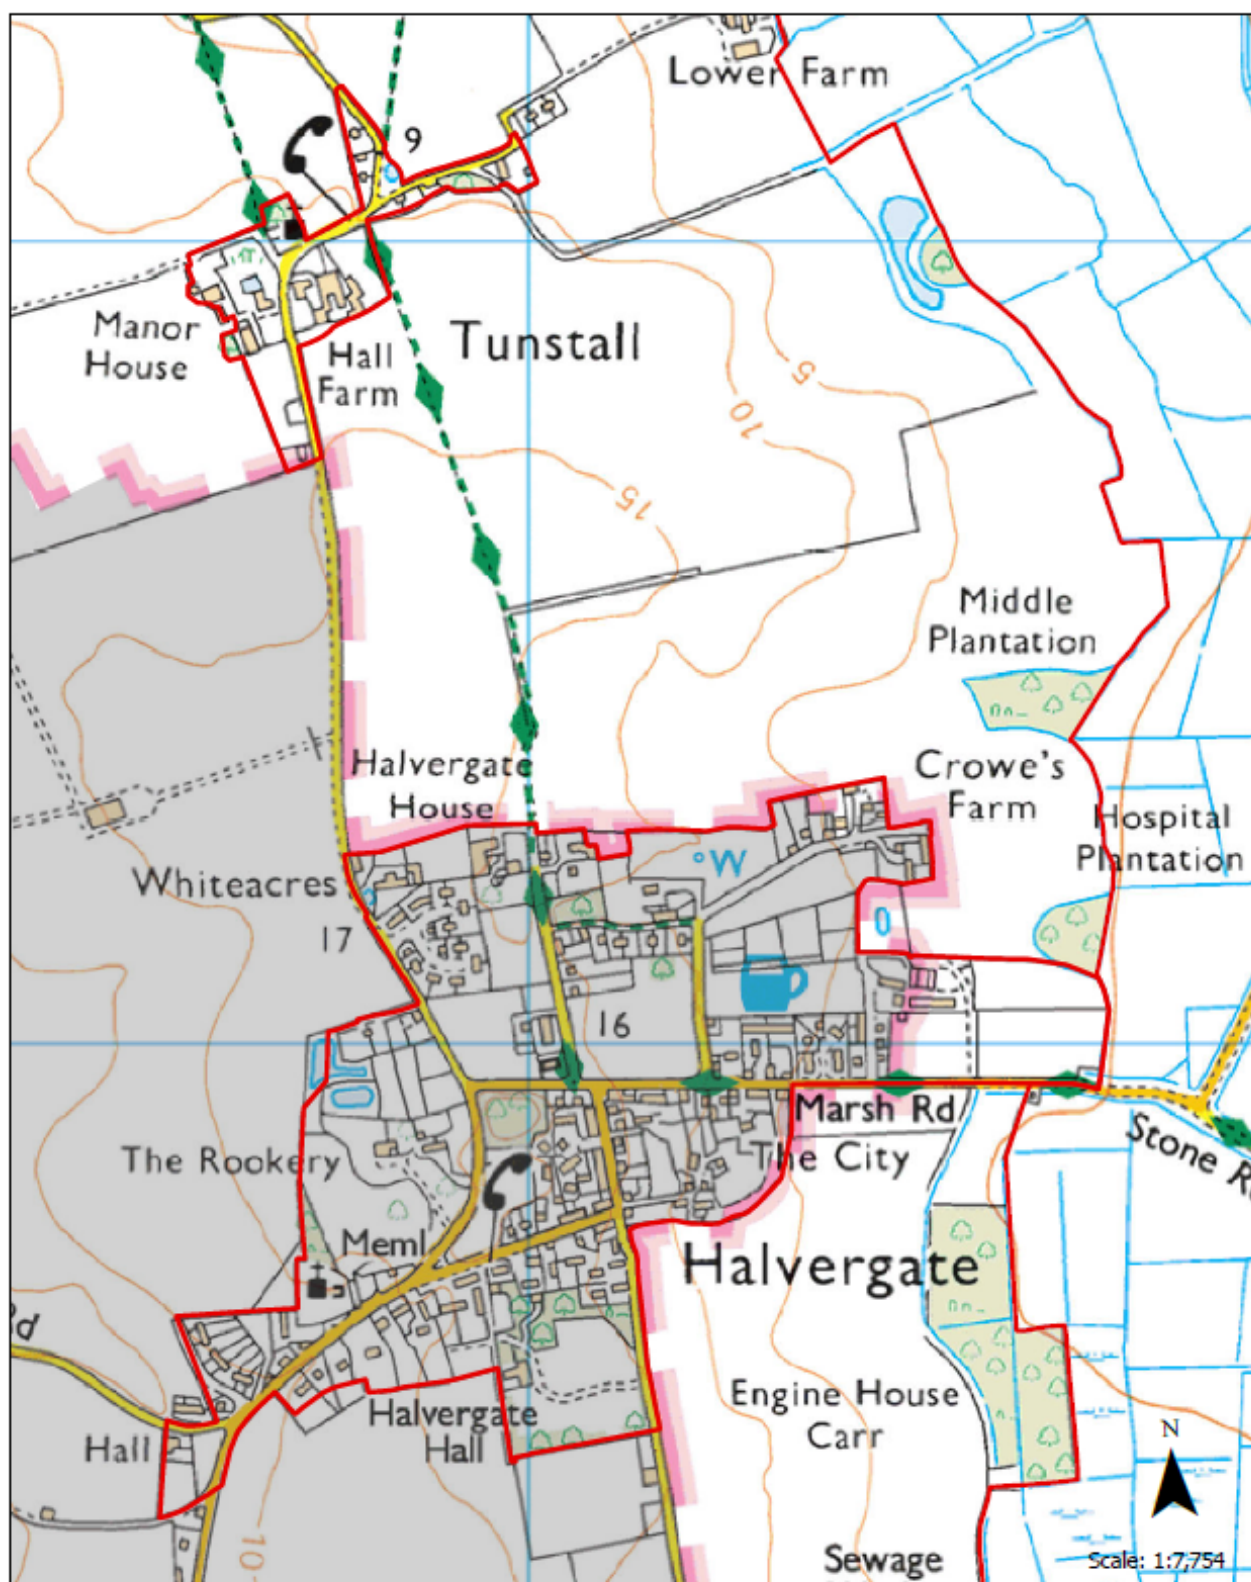 Lower Farm
9
Manor
House
Hall
Farm
Tunstall
5
10
15
Middle
Plantation
Halvergate
House
Crowe's
Farm
Hospital
Plantation
Whiteacres
W
17
16
Marsh Rd
The City
Stone R
The Rookery
Meml
Halvergate
Rd
Engine House
Carr
Halvergate
Hall
Hall
N
10
Sewage
Scale: 1:7,754